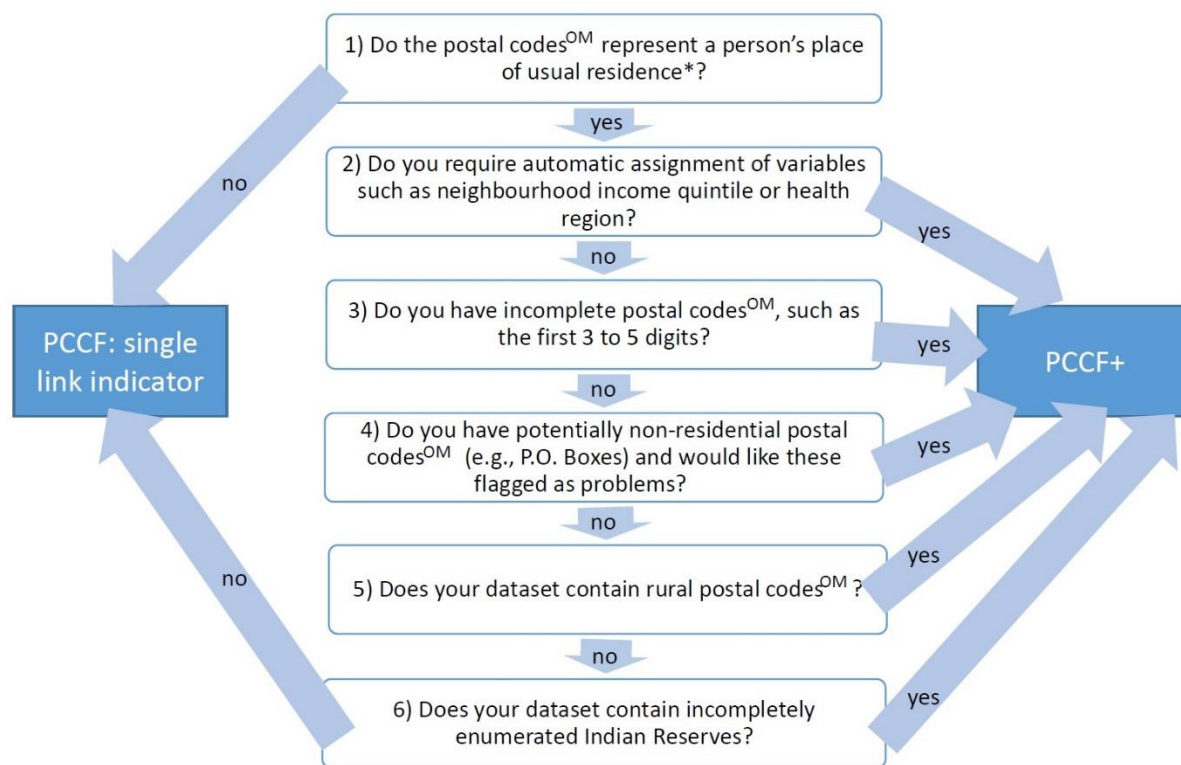 1) Do the postal codesOM represent a person's place
of usual residence*?
yes
no
2) Do you require automatic assignment of variables
such as neighbourhood income quintile or health
region?
yes
no
PCCF: single
link indicator
3) Do you have incomplete postal codesOM, such as
the first 3 to 5 digits?
yes
PCCF+
no
4) Do you have potentially non-residential postal
codesOM (e.g., P.O. Boxes) and would like these
flagged as problems?
yes
no
5) Does your dataset contain rural postal codesOM ?
yes
no
no
6) Does your dataset contain incompletely
enumerated Indian Reserves?
yes